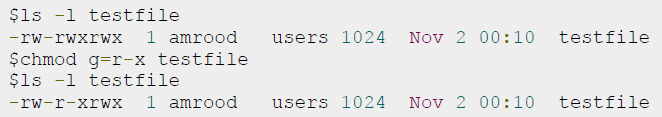 $ls -l testfile
-rw-rwxrwx  1 amrood   users 1024  Nov 2 00:10  testfile
$chmod g=r-x testfile
$ls -l testfile
-rw-r-xrwx  1 amrood   users 1024  Nov 2 00:10  testfile